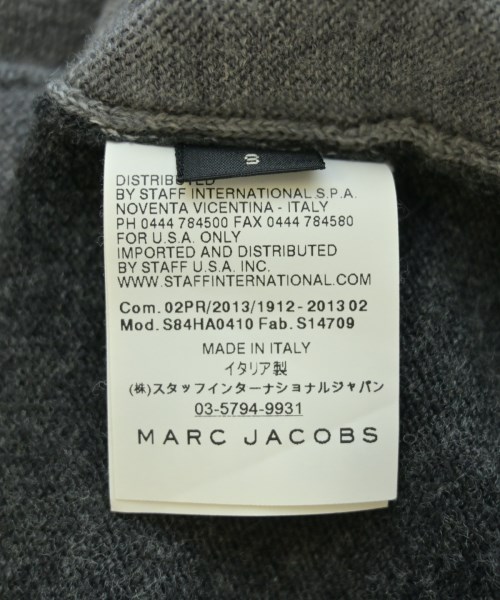 S
DISTRIBUTED
BY STAFF INTERNATIONAL S.P.A.
NOVENTA VICENTINA - ITALY
PH 0444 784500 FAX 0444 784580
FOR U.S.A. ONLY
IMPORTED AND DISTRIBUTED
BY STAFF U.S.A. INC.
WWW.STAFFINTERNATIONAL.COM
Com. 02PR/2013/1912 - 2013 02
Mod. S84HA0410 Fab. S14709
MADE IN ITALY
イタリア製
(株)スタッフインターナショナルジャパン
03-5794-9931
MARC JACOBS